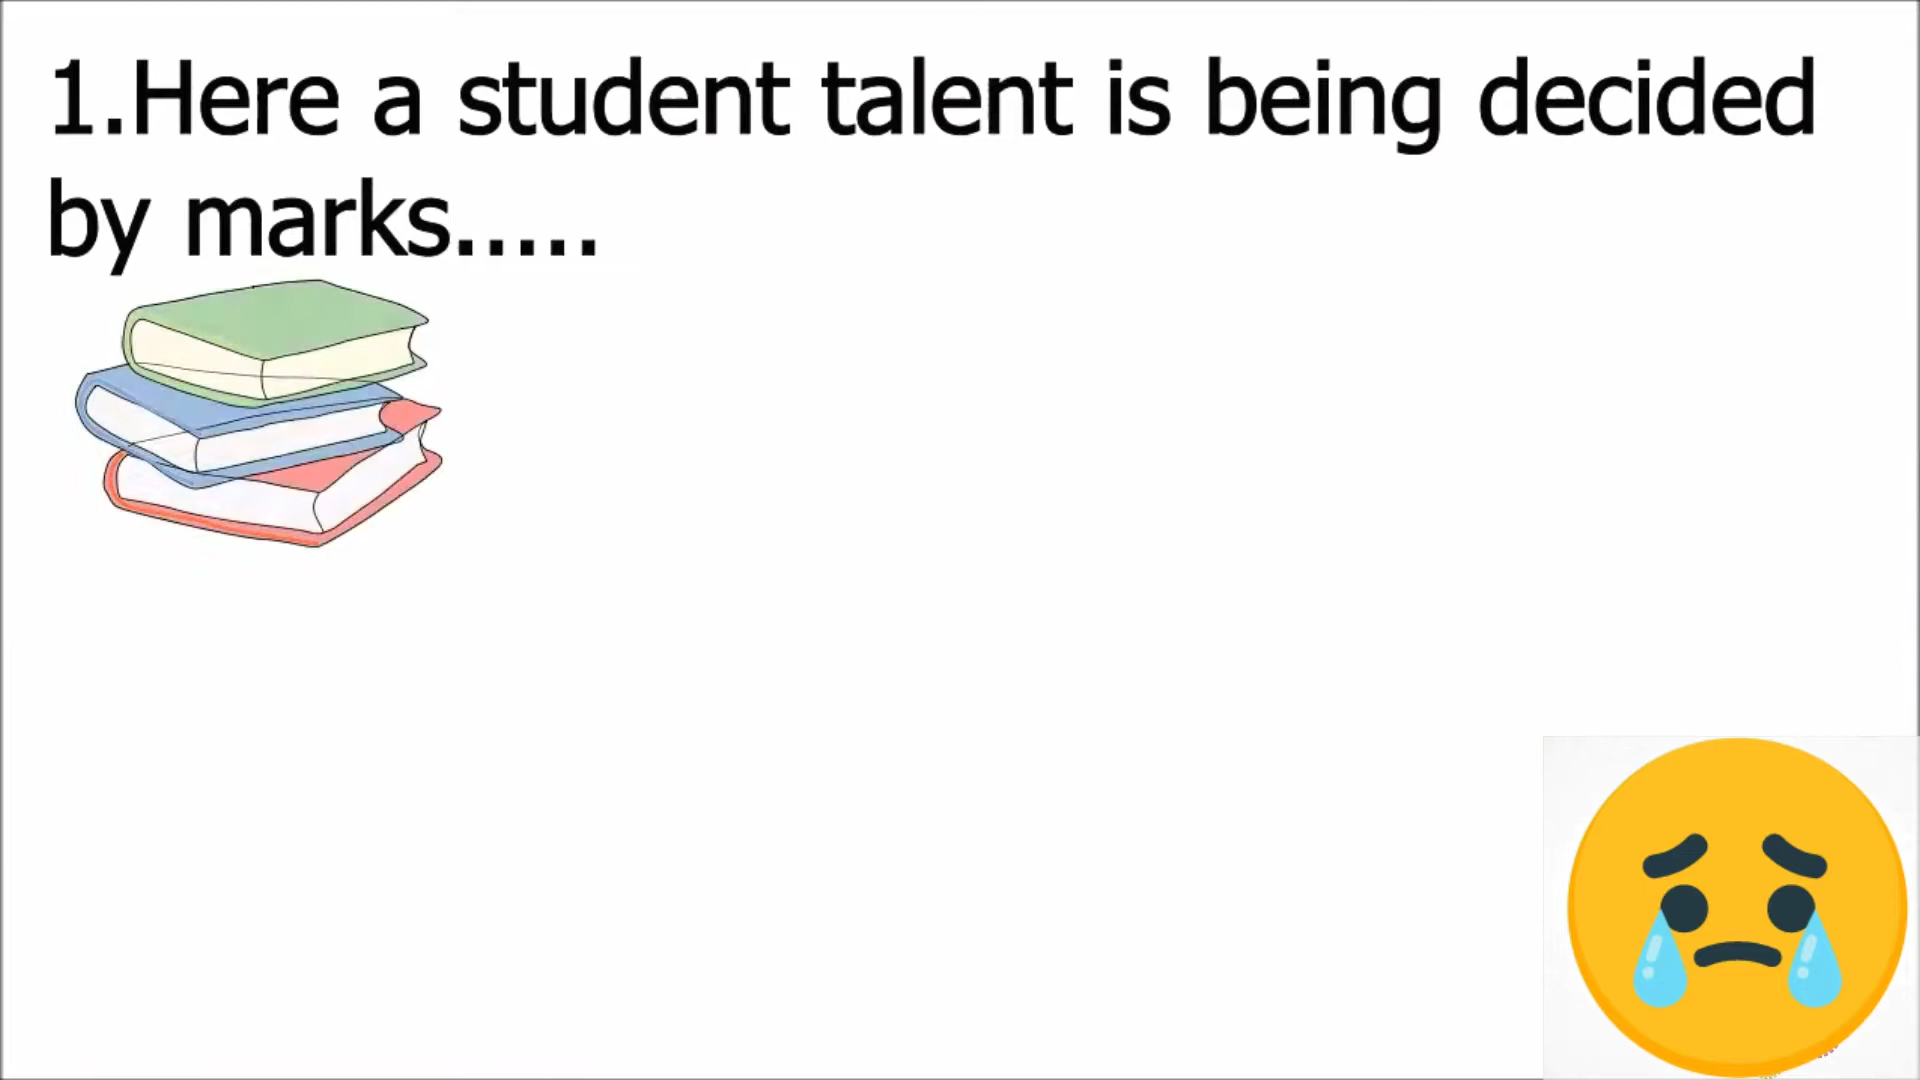 1.Here a student talent is being decided
by marks.....